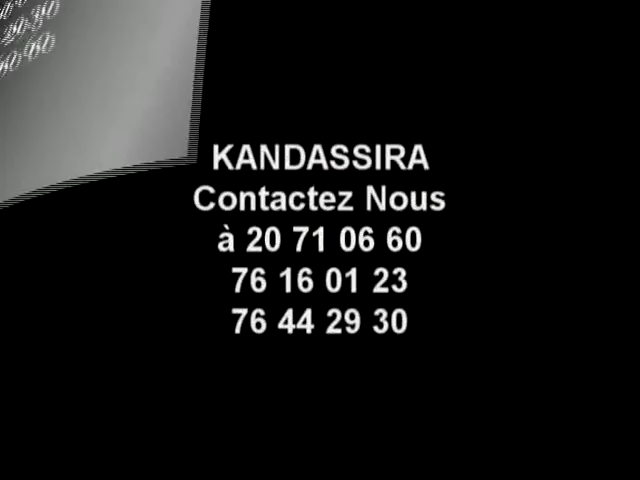 KANDASSIRA
Contactez Nous
à 20 71 06 60
76 16 01 23
76 44 29 30